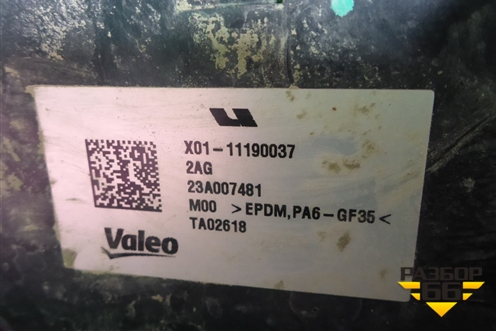 X01-11190037
2AG
23A007481
M00 >EPDM,PA6-GF35<
TA02618
Valeo
РАЗБОР
66